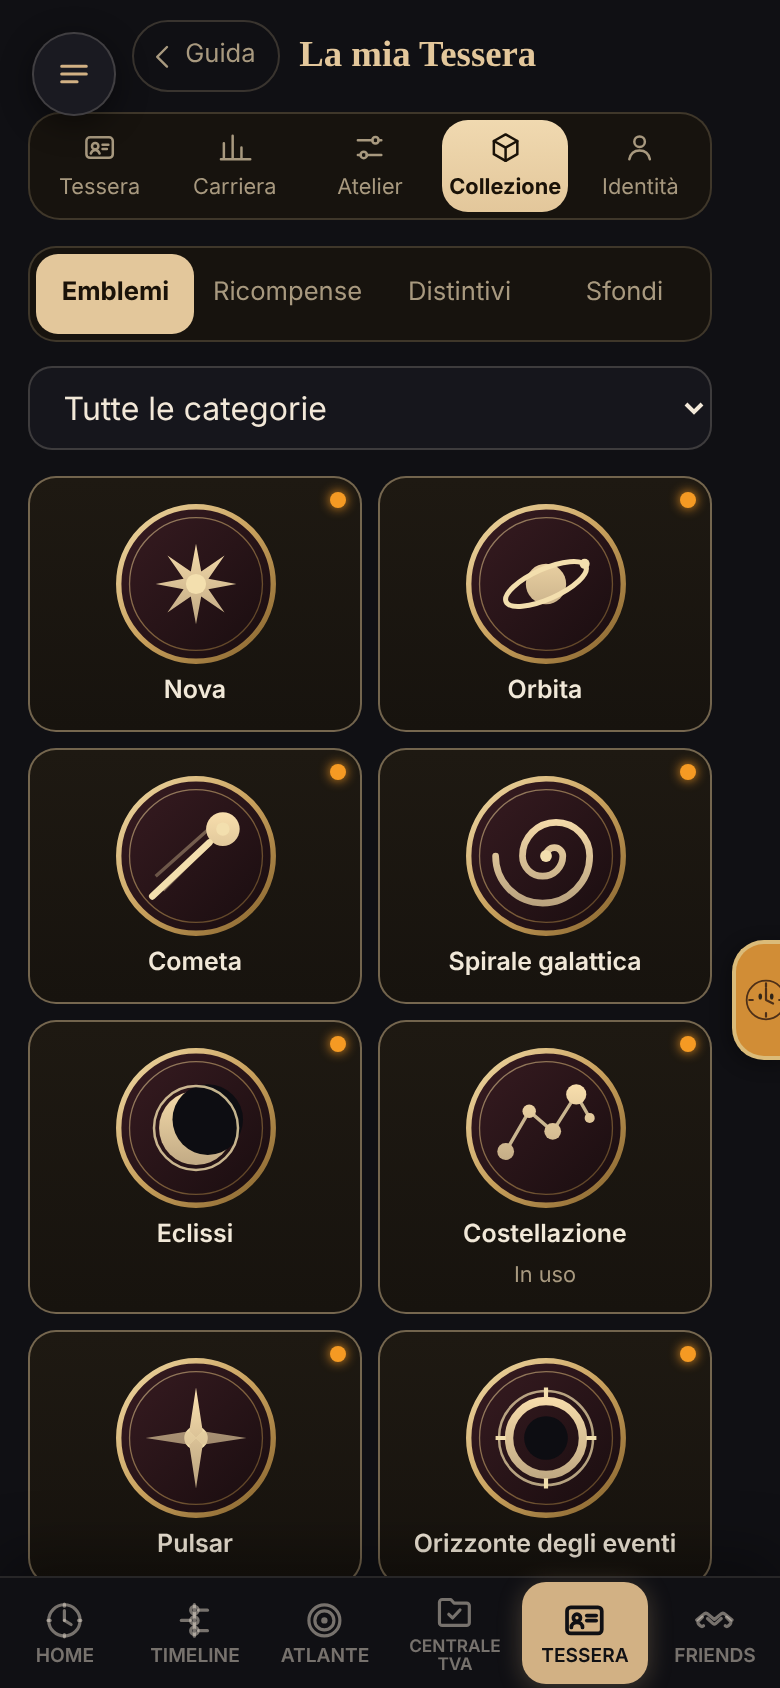 Guida
La mia Tessera
Tessera
Carriera
Atelier
Collezione
Identità
Emblemi
Ricompense
Distintivi
Sfondi
Tutte le categorie
Nova
Orbita
Cometa
Spirale galattica
Eclissi
Costellazione
In uso
Pulsar
Orizzonte degli eventi
HOME
TIMELINE
ATLANTE
CENTRALE
TVA
TESSERA
FRIENDS